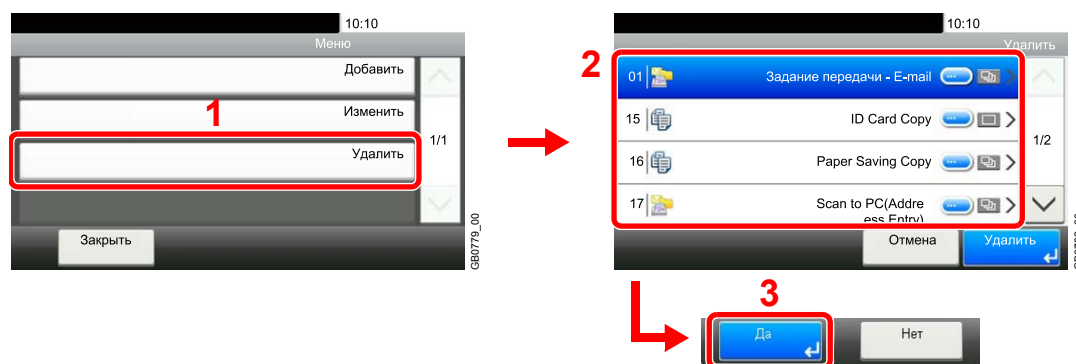 10:10
Меню
Добавить
1
Изменить
1/1
Удалить
Закрыть
GB0779_00
10:10
Удалить
2
01 Задание передачи - E-mail
15 ID Card Copy
1/2
16 Paper Saving Copy
17 Scan to PC(Addre
ess Entry)
Отмена
Удалить
3
Да
Нет